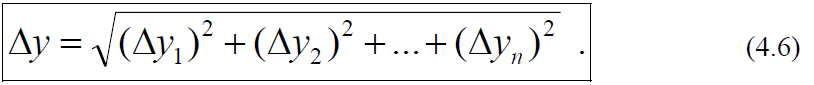 Δy = √((Δy₁)² + (Δy₂)² + ... + (Δyₙ)²) . (4.6)